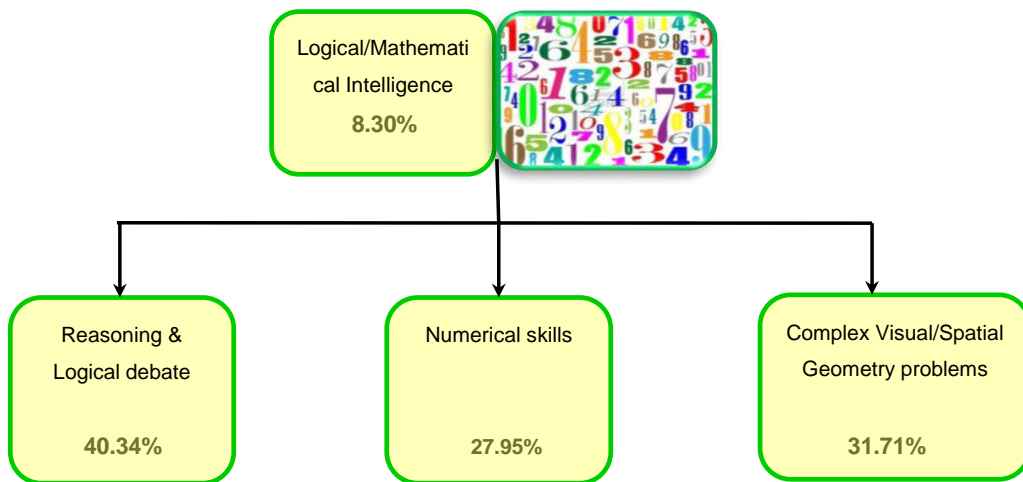 Logical/Mathemati
cal Intelligence
8.30%
Reasoning &
Logical debate
40.34%
Numerical skills
27.95%
Complex Visual/Spatial
Geometry problems
31.71%